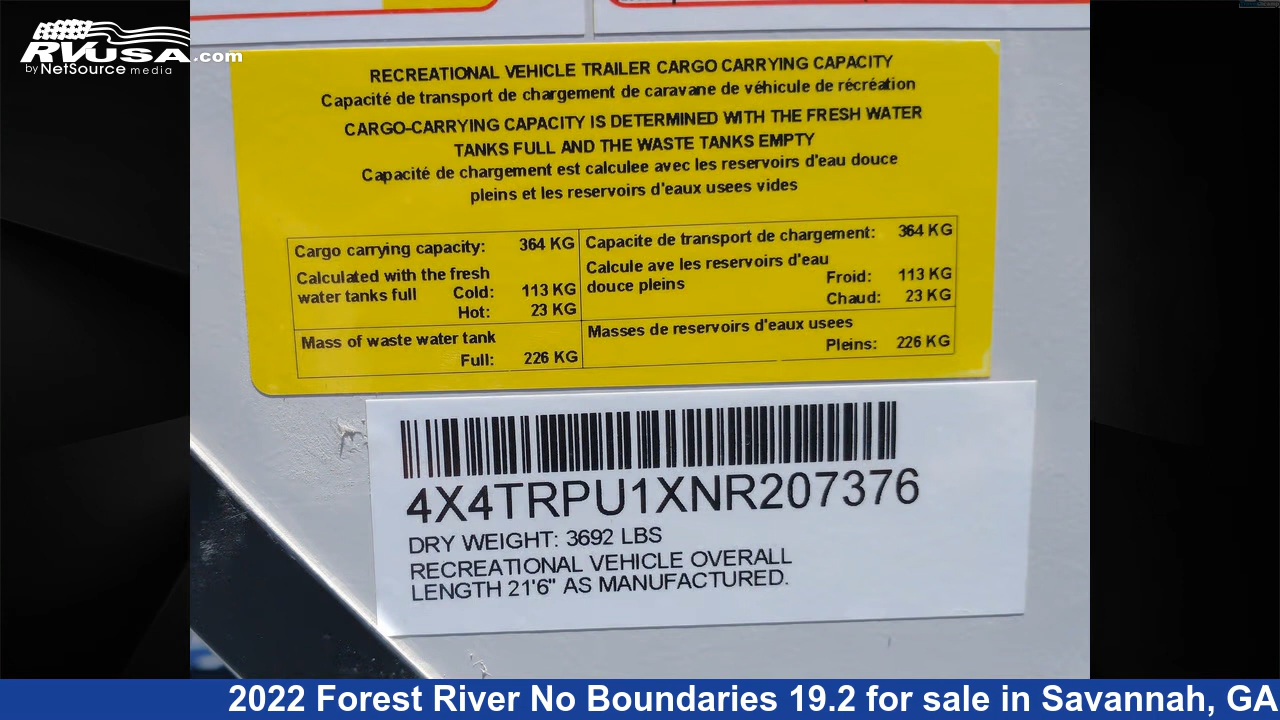 RVUSA.com
by NetSource media
RECREATIONAL VEHICLE TRAILER CARGO CARRYING CAPACITY
Capacité de transport de chargement de caravane de véhicule de récréation
CARGO-CARRYING CAPACITY IS DETERMINED WITH THE FRESH WATER
TANKS FULL AND THE WASTE TANKS EMPTY
Capacité de chargement est calculee avec les reservoirs d'eau douce
pleins et les reservoirs d'eaux usees vides
Cargo carrying capacity: 364 KG
Calculated with the fresh
water tanks full Cold: 113 KG
Hot: 23 KG
Mass of waste water tank
Full: 226 KG
Capacite de transport de chargement: 364 KG
Calcule ave les reservoirs d'eau
douce pleins Froid: 113 KG
Chaud: 23 KG
Masses de reservoirs d'eaux usees
Pleins: 226 KG
4X4TRPU1XNR207376
DRY WEIGHT: 3692 LBS
RECREATIONAL VEHICLE OVERALL
LENGTH 21'6" AS MANUFACTURED.
2022 Forest River No Boundaries 19.2 for sale in Savannah, GA